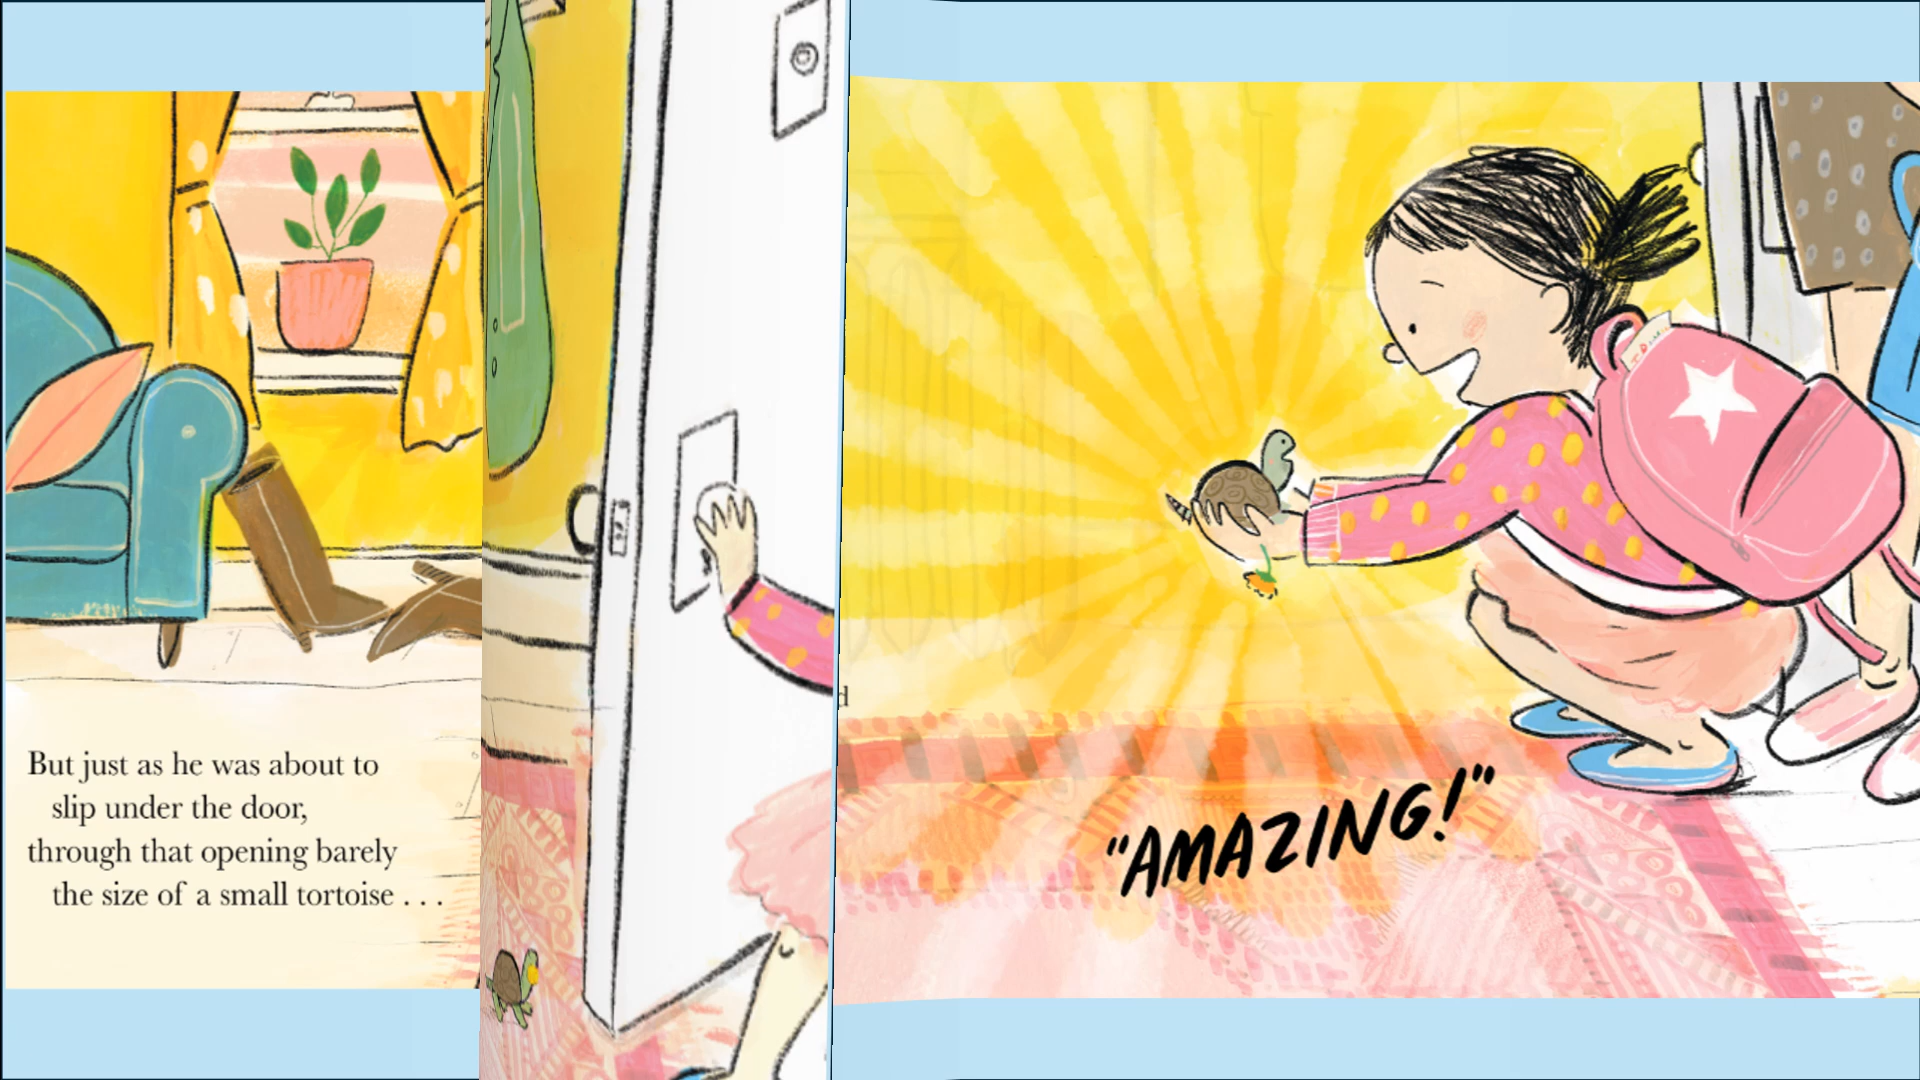 But just as he was about to
slip under the door,
through that opening barely
the size of a small tortoise . . .
d
"AMAZING!"